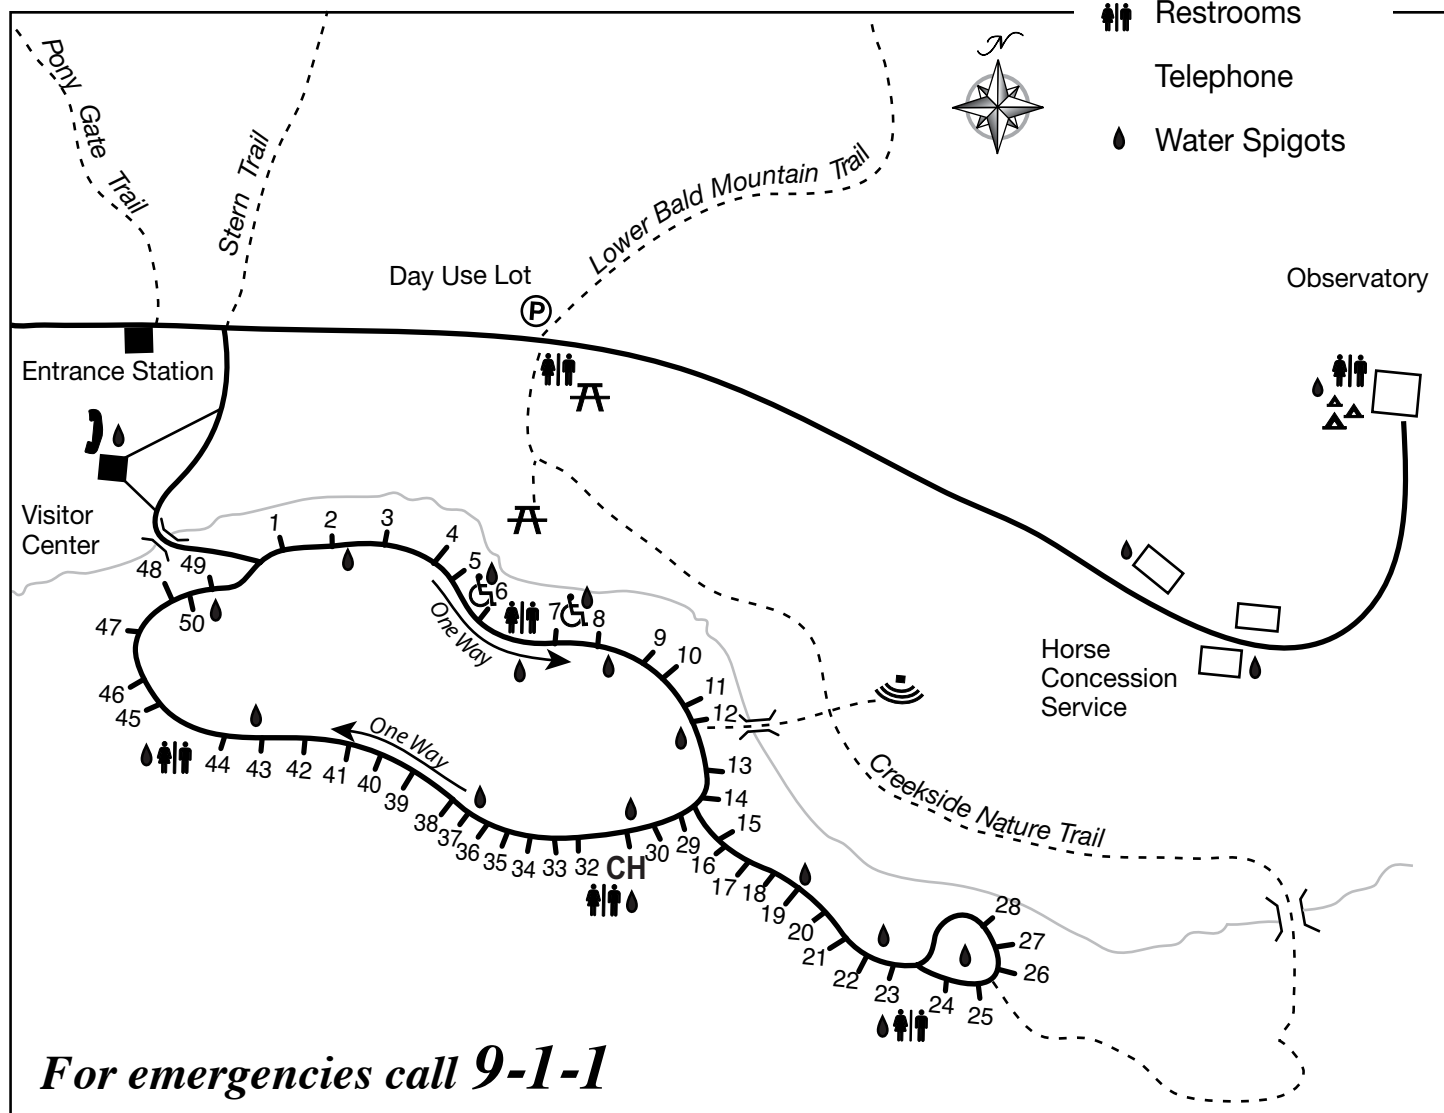 Restrooms
N
Telephone
Water Spigots
Pony Gate Trail
Stern Trail
Lower Bald Mountain Trail
Day Use Lot
P
Observatory
Entrance Station
Visitor
Center
1
2
3
4
5
6
7
8
9
10
11
12
13
14
15
16
17
18
19
20
21
22
23
24
25
26
27
28
29
30
CH
32
33
34
35
36
37
38
39
40
41
42
43
44
45
46
47
48
49
50
One Way
One Way
Horse
Concession
Service
Creekside Nature Trail
For emergencies call 9-1-1